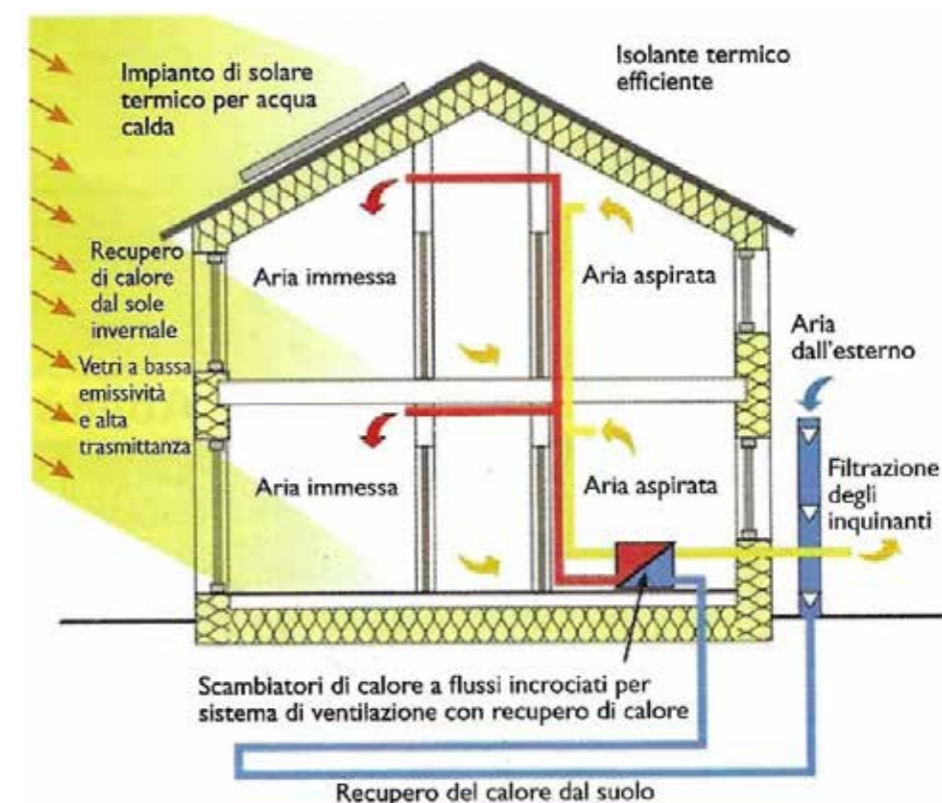 Impianto di solare
termico per acqua
calda
Isolante termico
efficiente
Recupero
di calore
dal sole
invernale
Vetri a bassa
emissività
e alta
trasmittanza
Aria immessa
Aria aspirata
Aria
dall'esterno
Aria immessa
Aria aspirata
Filtrazione
degli
inquinanti
Scambiatori di calore a flussi incrociati per
sistema di ventilazione con recupero di calore
Recupero del calore dal suolo